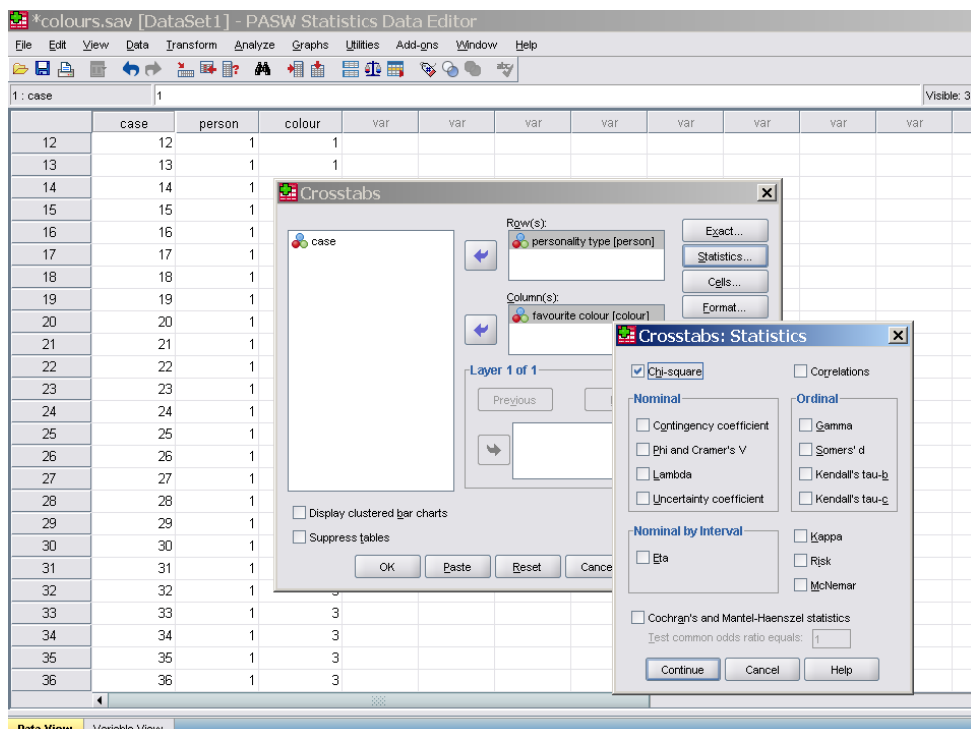 *colours.sav [DataSet1] - PASW Statistics Data Editor
File Edit View Data Transform Analyze Graphs Utilities Add-ons Window Help
1 : case 1 Visible: 3
case person colour var var var var var var var var
12 12 1 1
13 13 1 1
14 14 1
15 15 1
16 16 1
17 17 1
18 18 1
19 19 1
20 20 1
21 21 1
22 22 1
23 23 1
24 24 1
25 25 1
26 26 1
27 27 1
28 28 1
29 29 1
30 30 1
31 31 1
32 32 1
33 33 1 3
34 34 1 3
35 35 1 3
36 36 1 3
Crosstabs
case
Row(s):
personality type [person]
Column(s):
favourite colour [colour]
Exact...
Statistics...
Cells...
Format...
Layer 1 of 1
Previous
Display clustered bar charts
Suppress tables
OK Paste Reset Cance
Crosstabs: Statistics
Chi-square Correlations
Nominal Ordinal
Contingency coefficient Gamma
Phi and Cramer's V Somers' d
Lambda Kendall's tau-b
Uncertainty coefficient Kendall's tau-c
Nominal by Interval Kappa
Eta Risk
McNemar
Cochran's and Mantel-Haenszel statistics
Test common odds ratio equals: 1
Continue Cancel Help
Data View Variable View